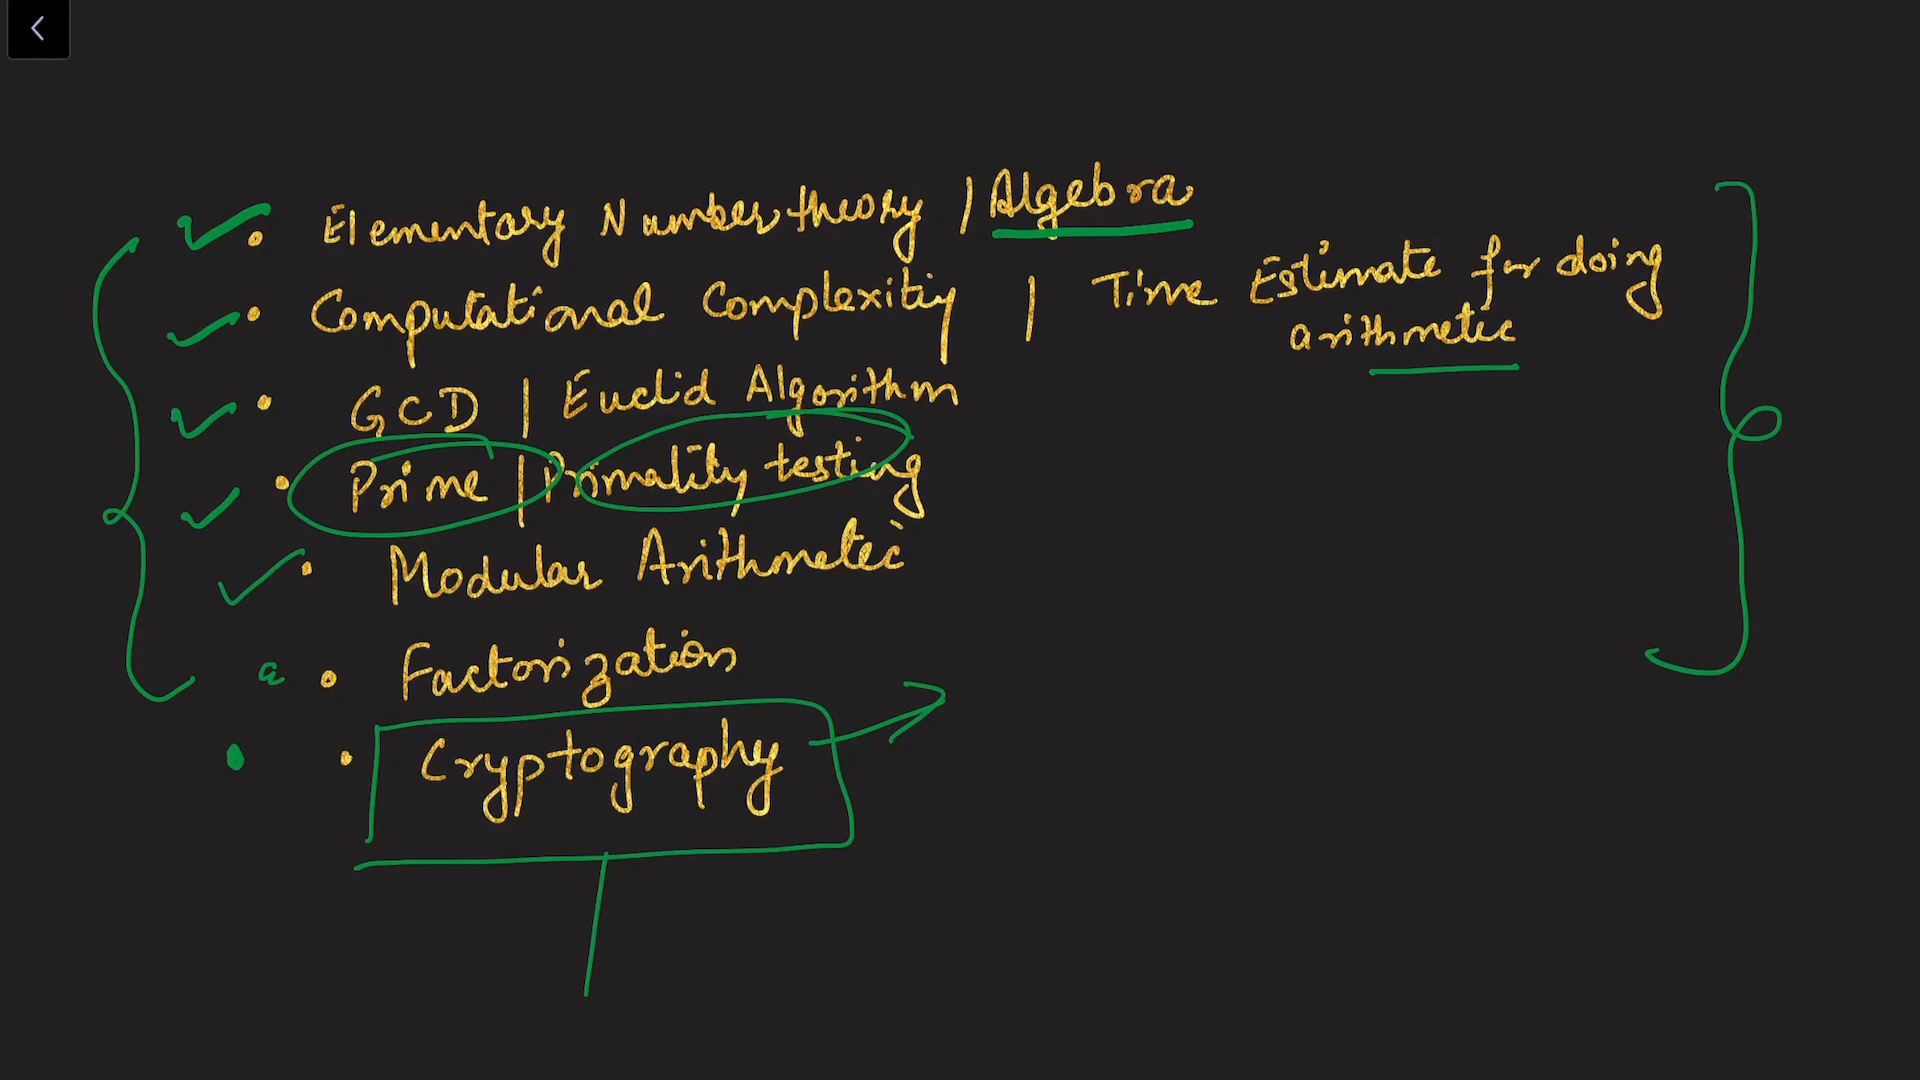 • Elementary Number theory | Algebra
• Computational Complexitiy | Time Estimate for doing
arithmetic
• GCD | Euclid Algorithm
• Prime | Primality testing
• Modular Arithmetic
• Factorization
• Cryptography